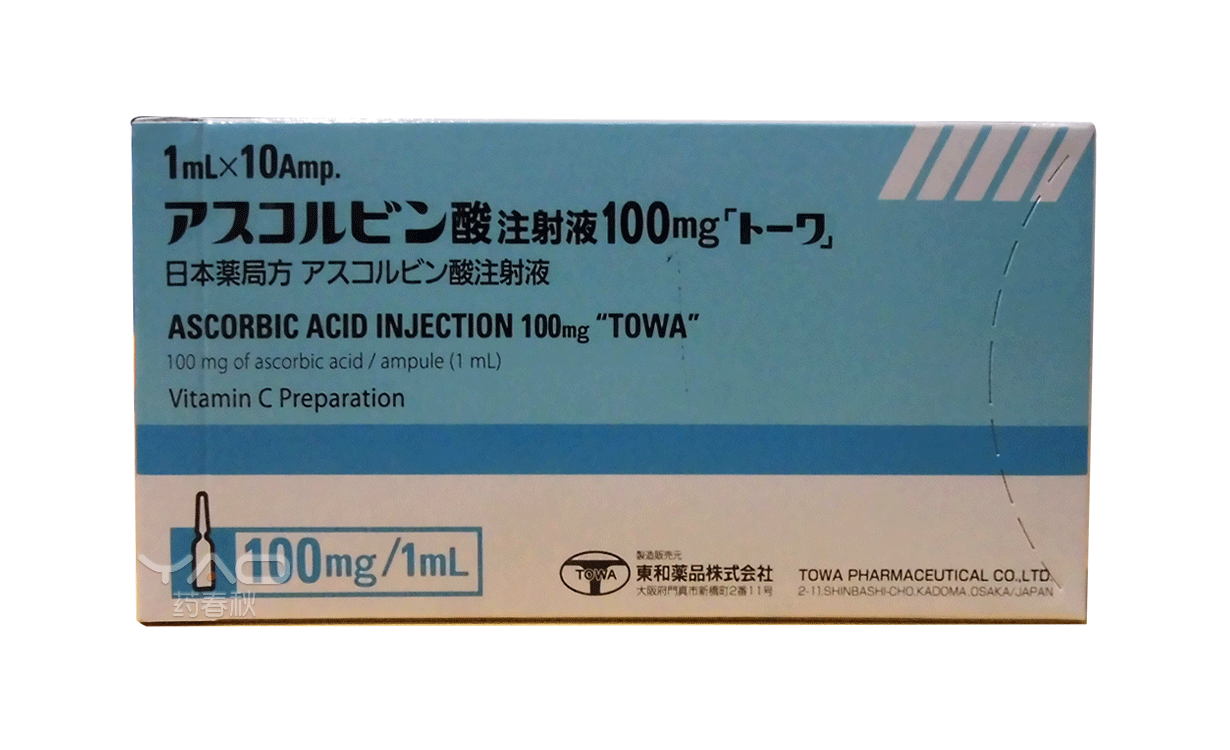 1mL×10Amp.
アスコルビン酸注射液100mg「トーワ」
日本薬局方 アスコルビン酸注射液
ASCORBIC ACID INJECTION 100mg “TOWA”
100 mg of ascorbic acid / ampule (1 mL)
Vitamin C Preparation
100mg/1mL
YAO
药春秋
TOWA
製造販売元
東和薬品株式会社
大阪府門真市新橋町2番11号
TOWA PHARMACEUTICAL CO.,LTD.
2-11.SHINBASHI-CHO.KADOMA.OSAKA/JAPAN